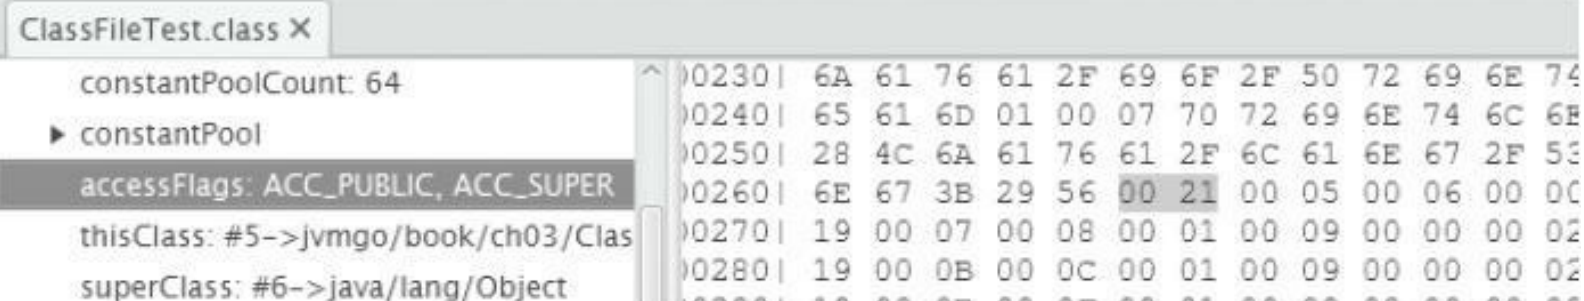 ClassFileTest.class ×
constantPoolCount: 64
▶ constantPool
accessFlags: ACC_PUBLIC, ACC_SUPER
thisClass: #5->jvmgo/book/ch03/Clas
superClass: #6->java/lang/Object
00230| 6A 61 76 61 2F 69 6F 2F 50 72 69 6E 74
00240| 65 61 6D 01 00 07 70 72 69 6E 74 6C 6E
00250| 28 4C 6A 61 76 61 2F 6C 61 6E 67 2F 53
00260| 6E 67 3B 29 56 00 21 00 05 00 06 00 00
00270| 19 00 07 00 08 00 01 00 09 00 00 00 02
00280| 19 00 0B 00 0C 00 01 00 09 00 00 00 02